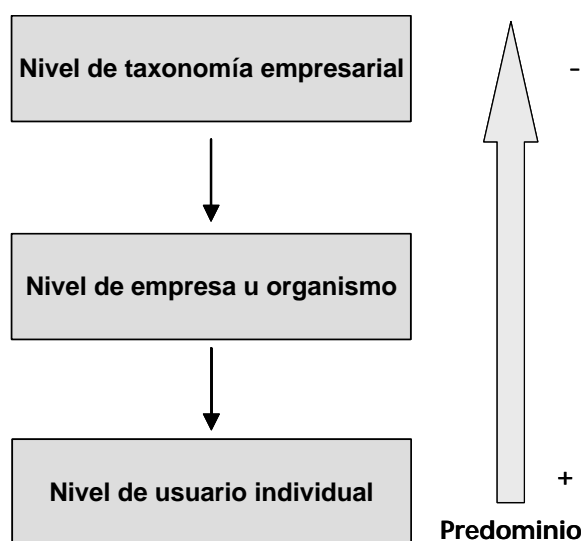 Nivel de taxonomía empresarial
-
Nivel de empresa u organismo
Nivel de usuario individual
+
Predominio